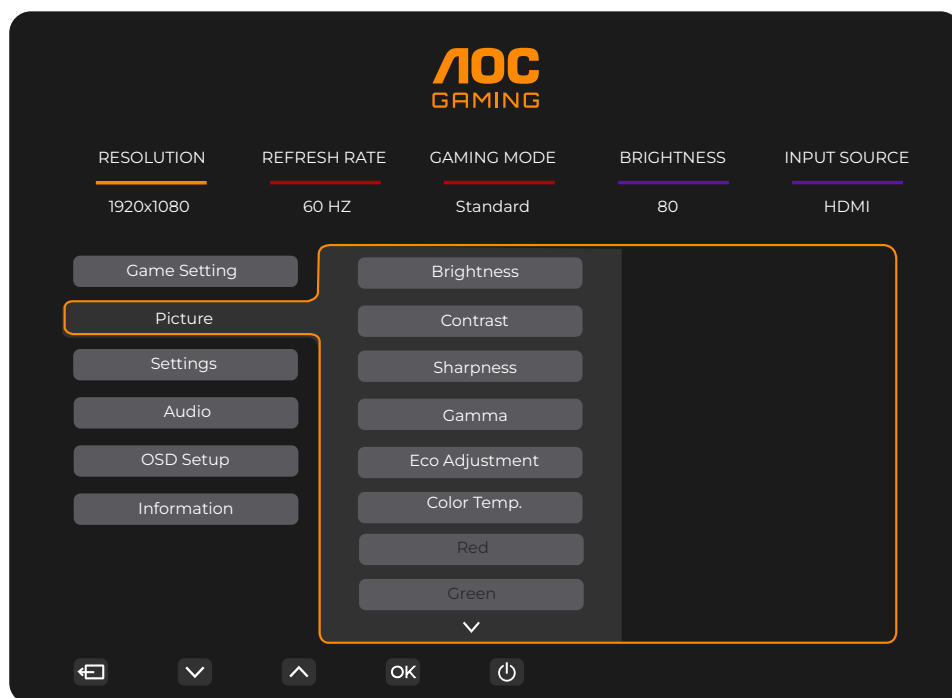 AOC
GAMING
RESOLUTION REFRESH RATE GAMING MODE BRIGHTNESS INPUT SOURCE
1920x1080 60 HZ Standard 80 HDMI
Game Setting
Picture
Settings
Audio
OSD Setup
Information
Brightness
Contrast
Sharpness
Gamma
Eco Adjustment
Color Temp.
Red
Green
OK